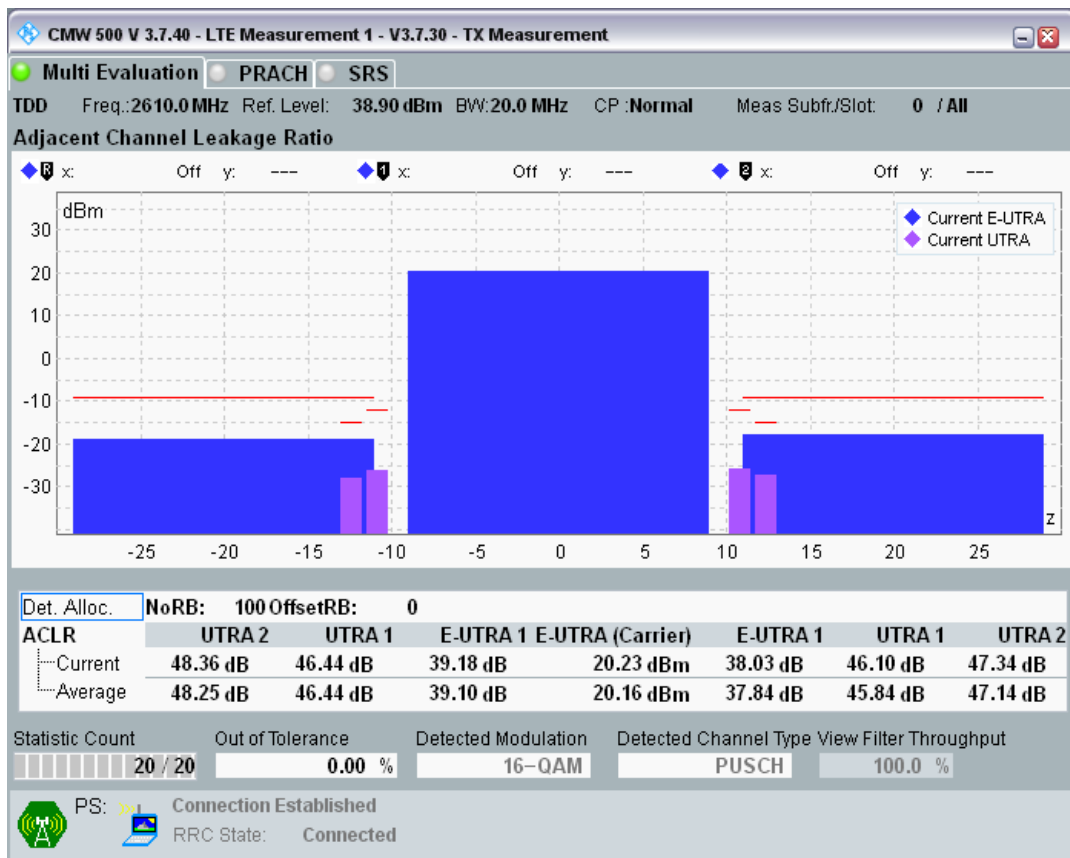 CMW 500 V 3.7.40 - LTE Measurement 1 - V3.7.30 - TX Measurement
Multi Evaluation PRACH SRS
TDD Freq.:2610.0 MHz Ref. Level: 38.90 dBm BW:20.0 MHz CP :Normal Meas Subfr./Slot: 0 / All
Adjacent Channel Leakage Ratio
R x: Off y: --- 1 x: Off y: --- 2 x: Off y: ---
dBm
Current E-UTRA
Current UTRA
30
20
10
0
-10
-20
-30
z
-25 -20 -15 -10 -5 0 5 10 15 20 25
Det. Alloc. NoRB: 100 OffsetRB: 0
ACLR UTRA 2 UTRA 1 E-UTRA 1 E-UTRA (Carrier) E-UTRA 1 UTRA 1 UTRA 2
Current 48.36 dB 46.44 dB 39.18 dB 20.23 dBm 38.03 dB 46.10 dB 47.34 dB
Average 48.25 dB 46.44 dB 39.10 dB 20.16 dBm 37.84 dB 45.84 dB 47.14 dB
Statistic Count Out of Tolerance Detected Modulation Detected Channel Type View Filter Throughput
20 / 20 0.00 % 16-QAM PUSCH 100.0 %
PS: Connection Established
RRC State: Connected